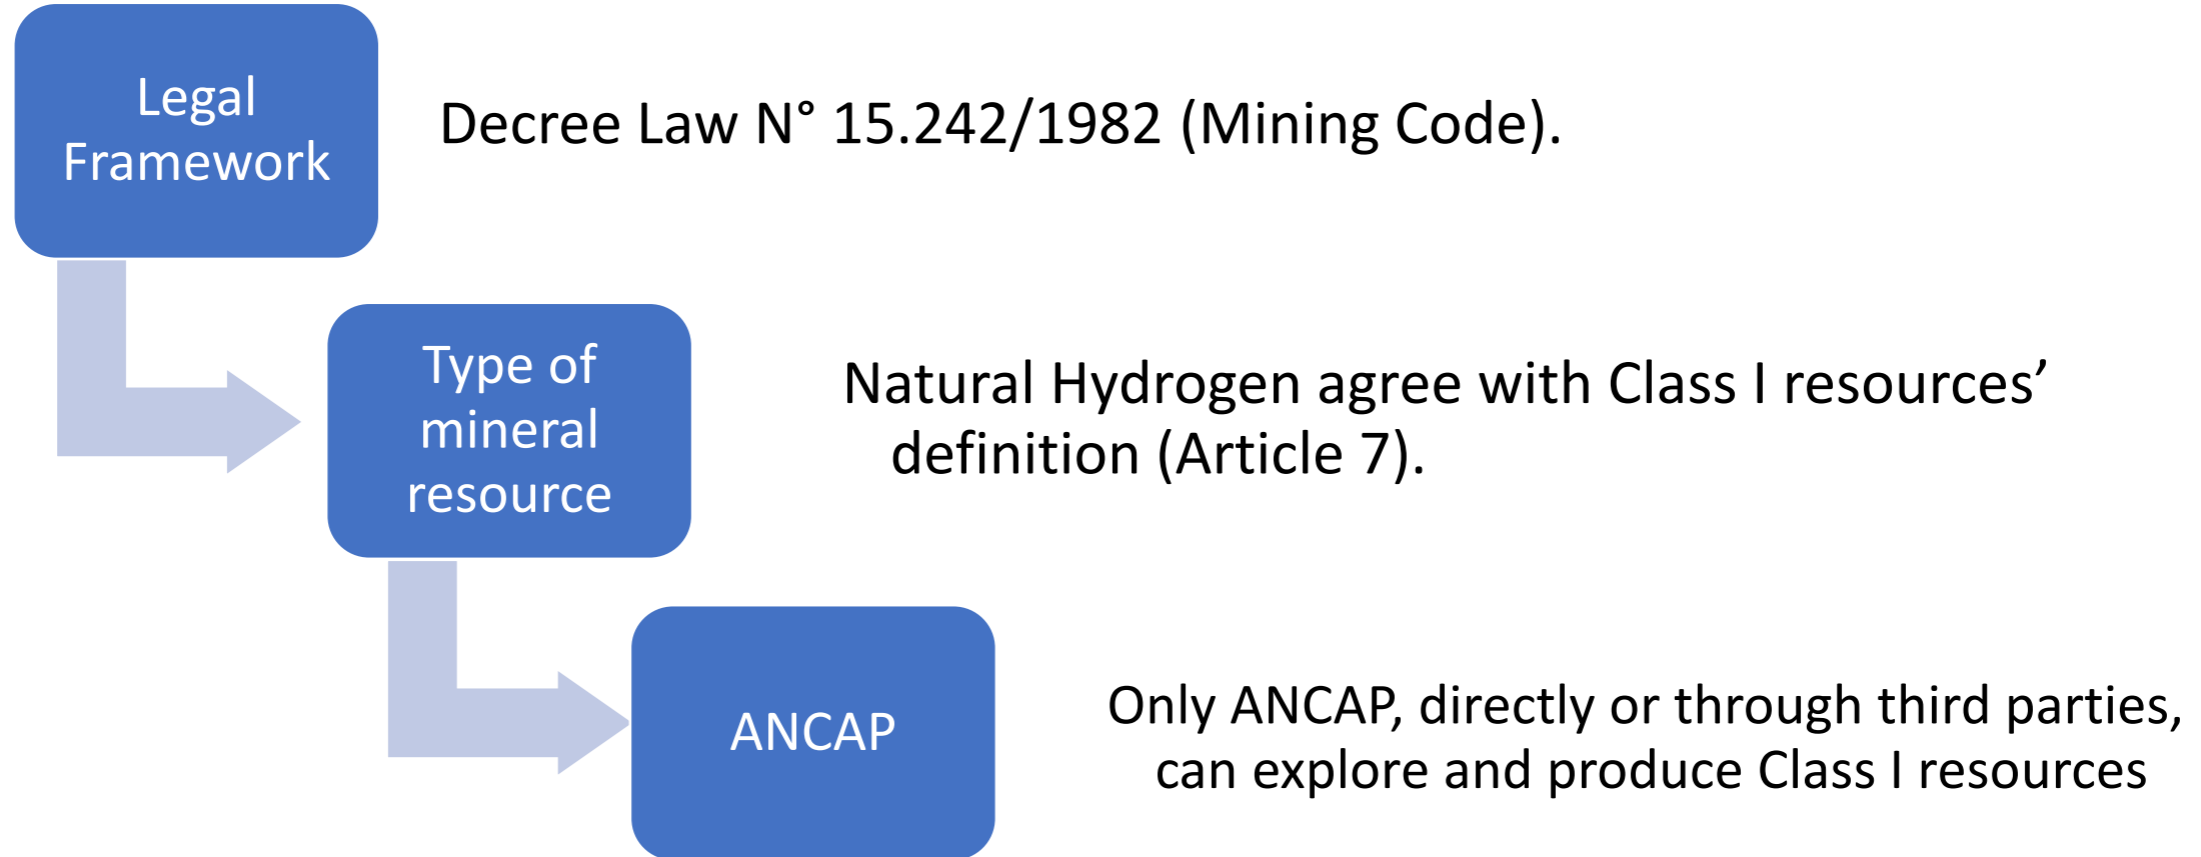 Legal
Framework
Decree Law N° 15.242/1982 (Mining Code).
Type of
mineral
resource
Natural Hydrogen agree with Class I resources’
definition (Article 7).
ANCAP
Only ANCAP, directly or through third parties,
can explore and produce Class I resources